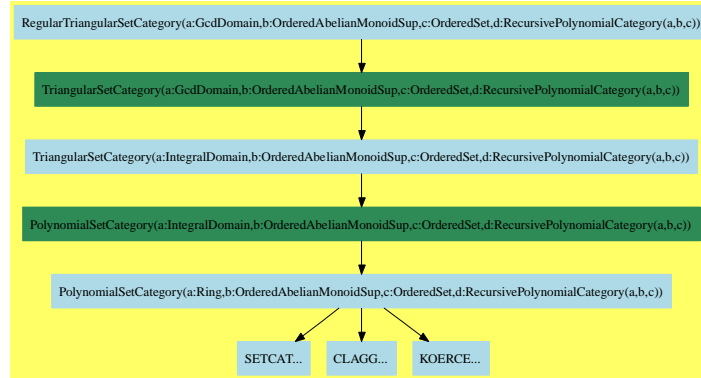 RegularTriangularSetCategory(a:GcdDomain,b:OrderedAbelianMonoidSup,c:OrderedSet,d:RecursivePolynomialCategory(a,b,c))
TriangularSetCategory(a:GcdDomain,b:OrderedAbelianMonoidSup,c:OrderedSet,d:RecursivePolynomialCategory(a,b,c))
TriangularSetCategory(a:IntegralDomain,b:OrderedAbelianMonoidSup,c:OrderedSet,d:RecursivePolynomialCategory(a,b,c))
PolynomialSetCategory(a:IntegralDomain,b:OrderedAbelianMonoidSup,c:OrderedSet,d:RecursivePolynomialCategory(a,b,c))
PolynomialSetCategory(a:Ring,b:OrderedAbelianMonoidSup,c:OrderedSet,d:RecursivePolynomialCategory(a,b,c))
SETCAT... CLAGG... KOERCE...